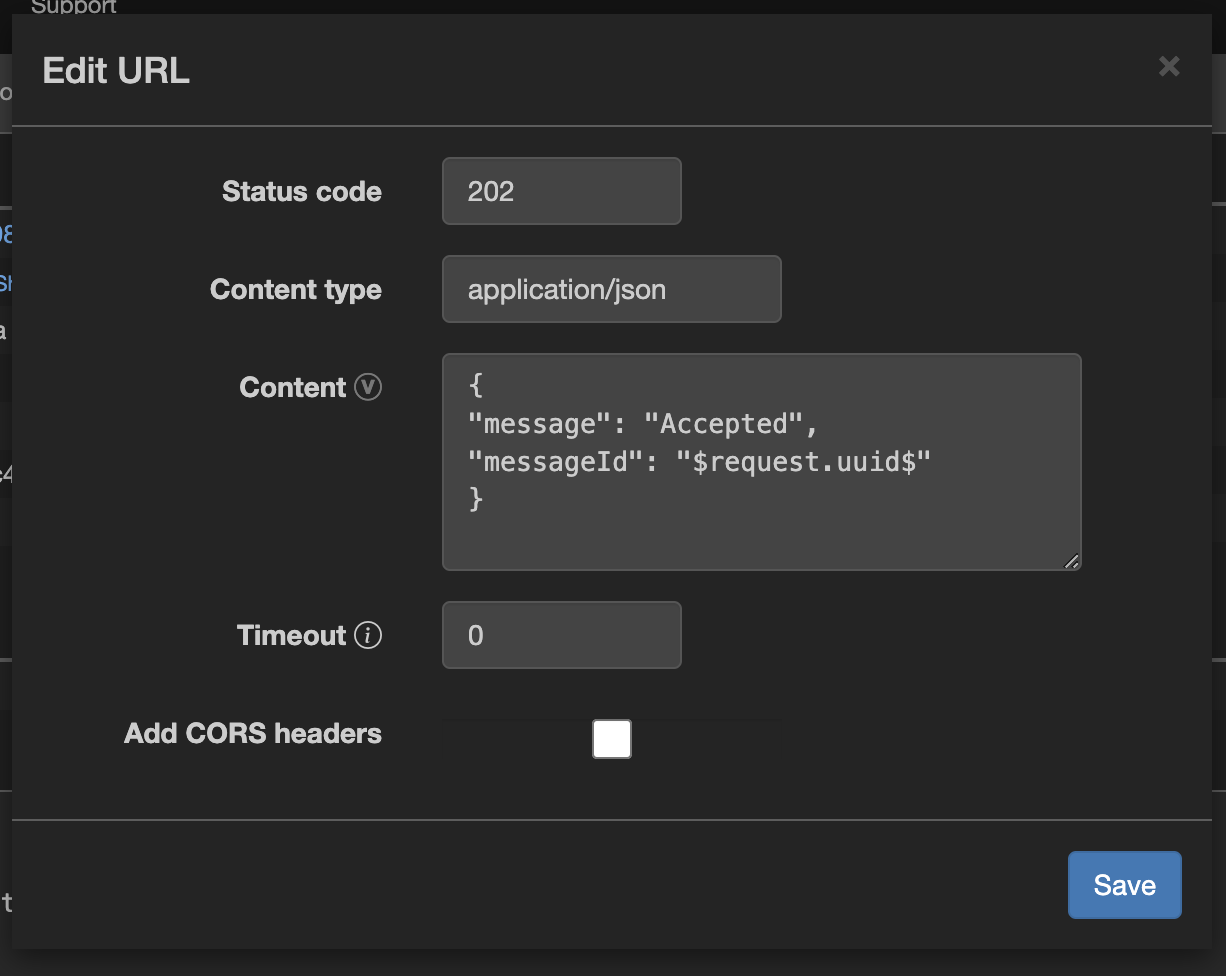 Support
Edit URL
Status code
202
Content type
application/json
Content V
{
"message": "Accepted",
"messageId": "$request.uuid$"
}
Timeout i
0
Add CORS headers
Save